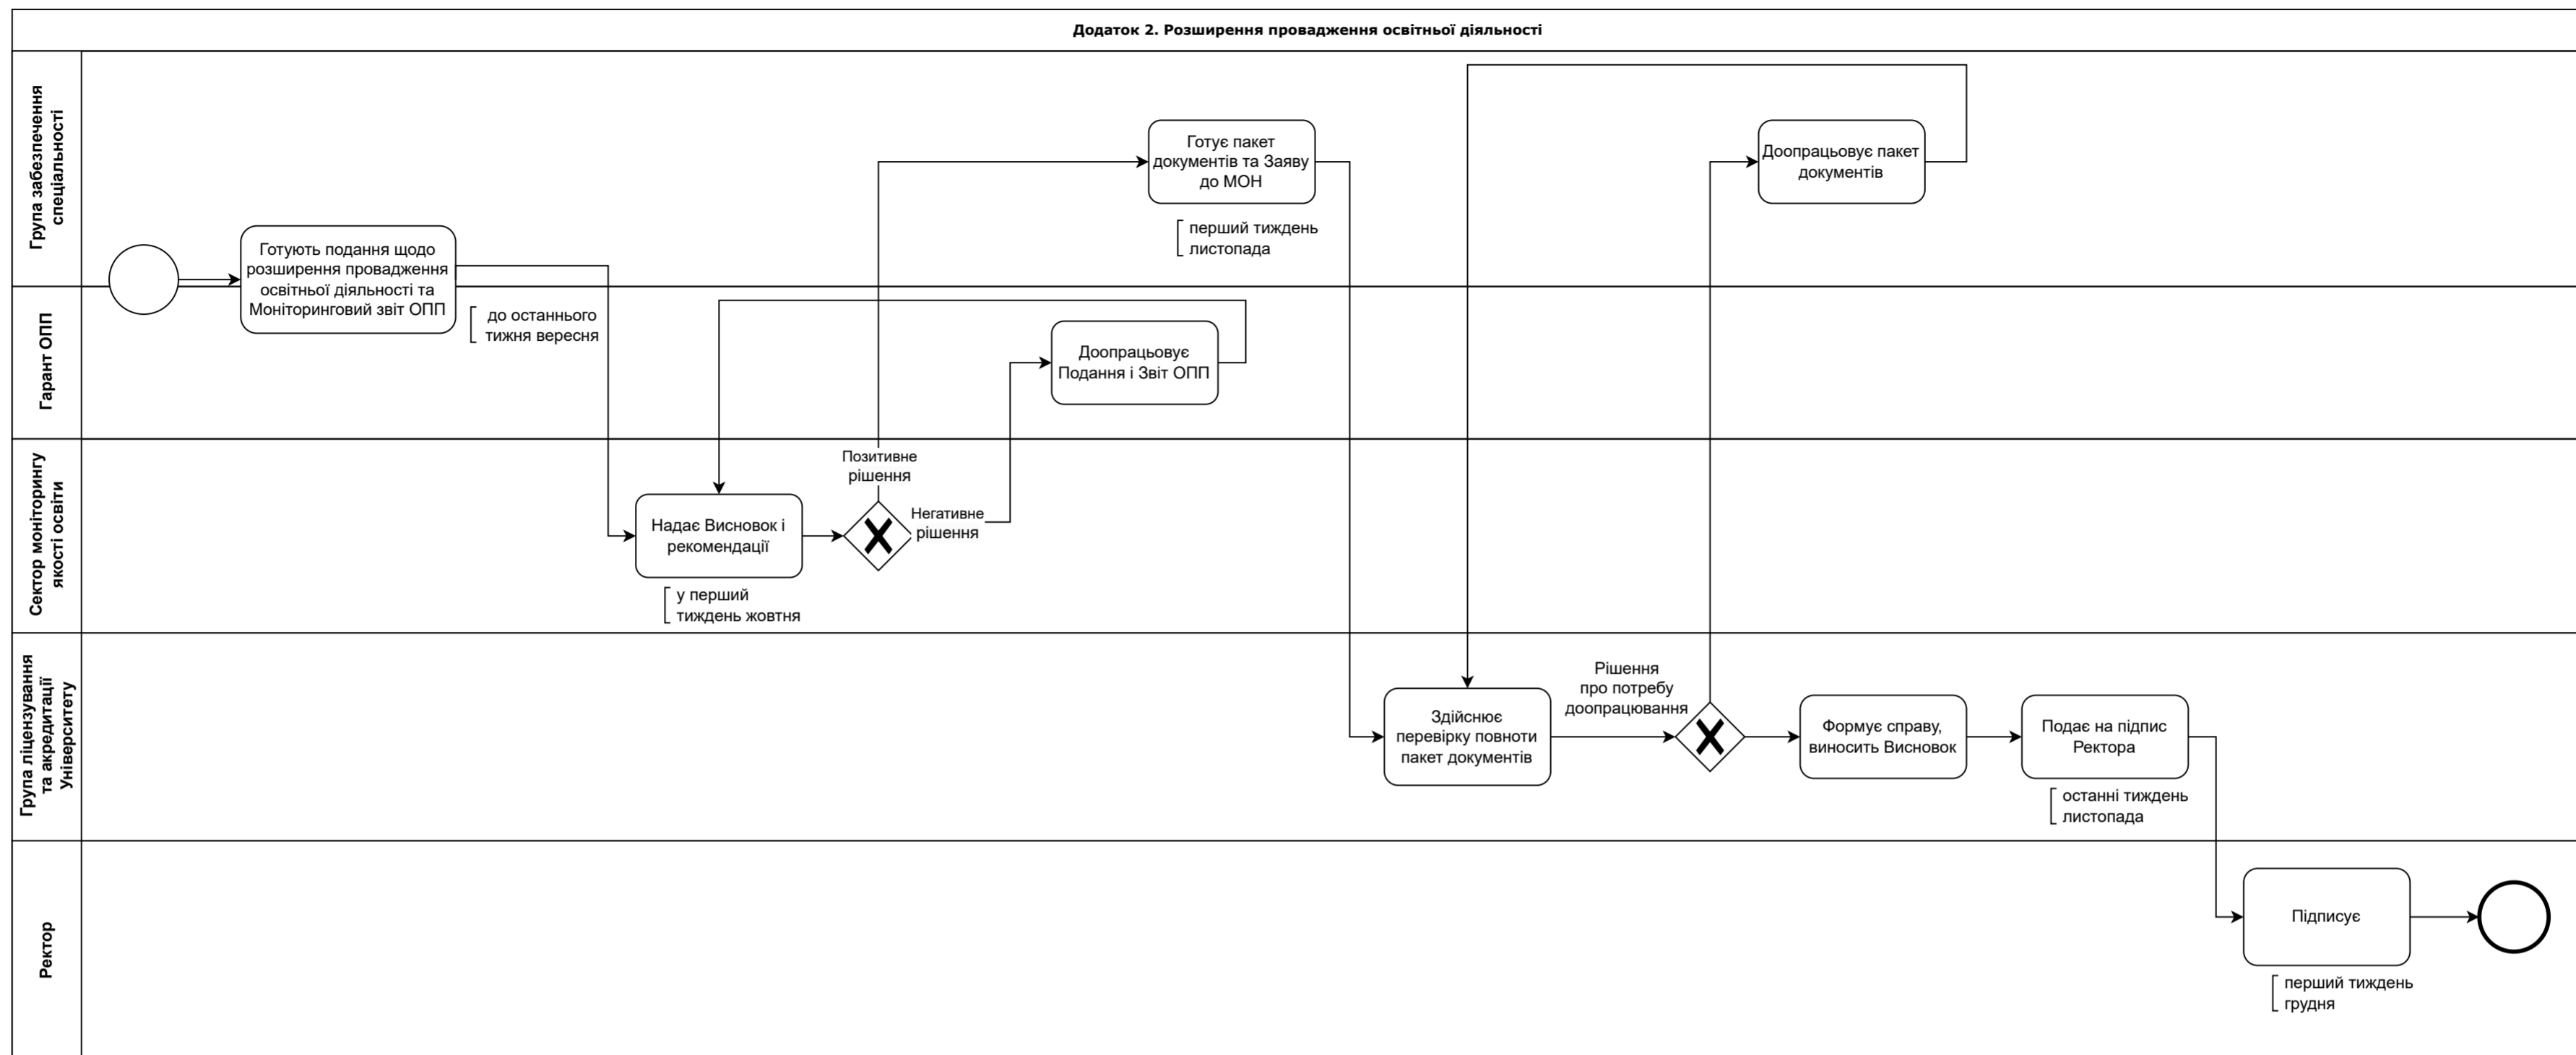 Додаток 2. Розширення провадження освітньої діяльності
Група забезпечення
спеціальності
Готують подання щодо
розширення провадження
освітньої діяльності та
Моніторинговий звіт ОПП
до останнього
тижня вересня
Готує пакет
документів та Заяву
до МОН
перший тиждень
листопада
Доопрацьовує пакет
документів
Гарант ОПП
Доопрацьовує
Подання і Звіт ОПП
Сектор моніторингу
якості освіти
Надає Висновок і
рекомендації
у перший
тиждень жовтня
Позитивне
рішення
Негативне
рішення
Група ліцензування
та акредитації
Університету
Здійснює
перевірку повноти
пакет документів
Рішення
про потребу
доопрацювання
Формує справу,
виносить Висновок
Подає на підпис
Ректора
останні тиждень
листопада
Ректор
Підписує
перший тиждень
грудня